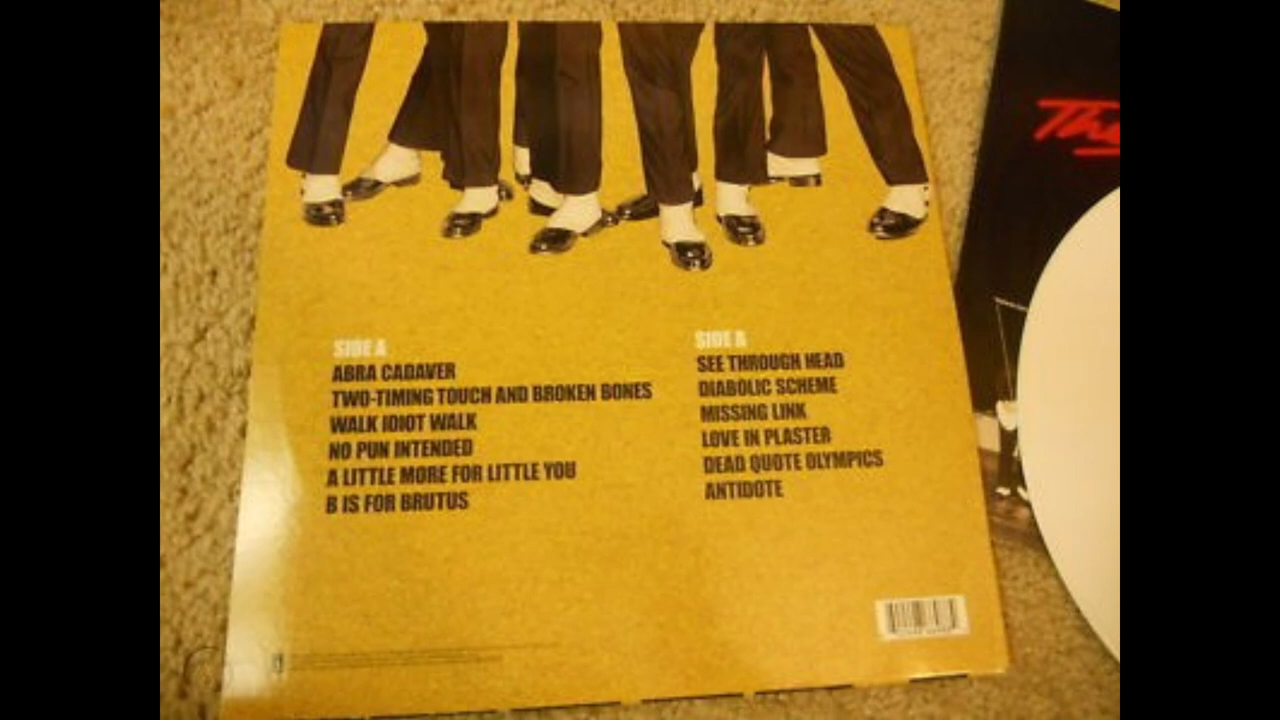 The
SIDE A
ABRA CADAVER
TWO-TIMING TOUCH AND BROKEN BONES
WALK IDIOT WALK
NO PUN INTENDED
A LITTLE MORE FOR LITTLE YOU
B IS FOR BRUTUS
SIDE B
SEE THROUGH HEAD
DIABOLIC SCHEME
MISSING LINK
LOVE IN PLASTER
DEAD QUOTE OLYMPICS
ANTIDOTE